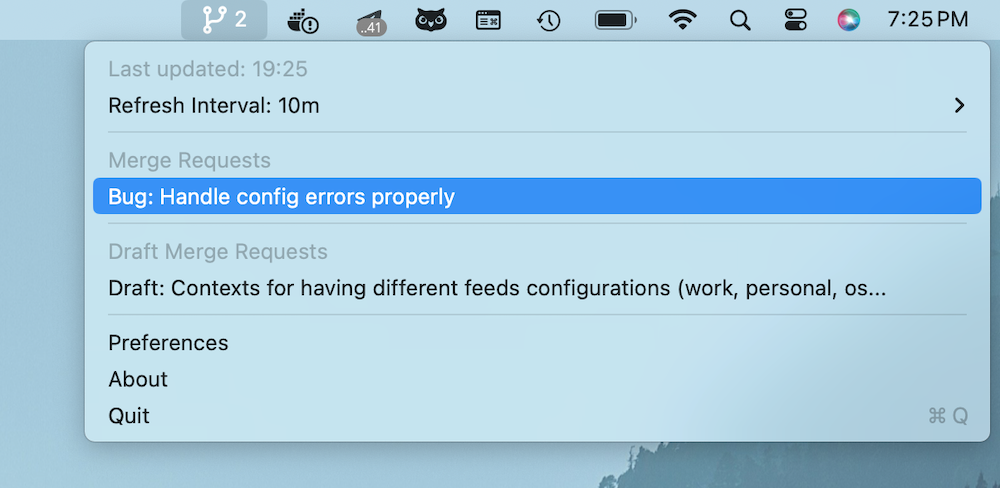 2
..41
7:25 PM
Last updated: 19:25
Refresh Interval: 10m
Merge Requests
Bug: Handle config errors properly
Draft Merge Requests
Draft: Contexts for having different feeds configurations (work, personal, os...
Preferences
About
Quit ⌘ Q